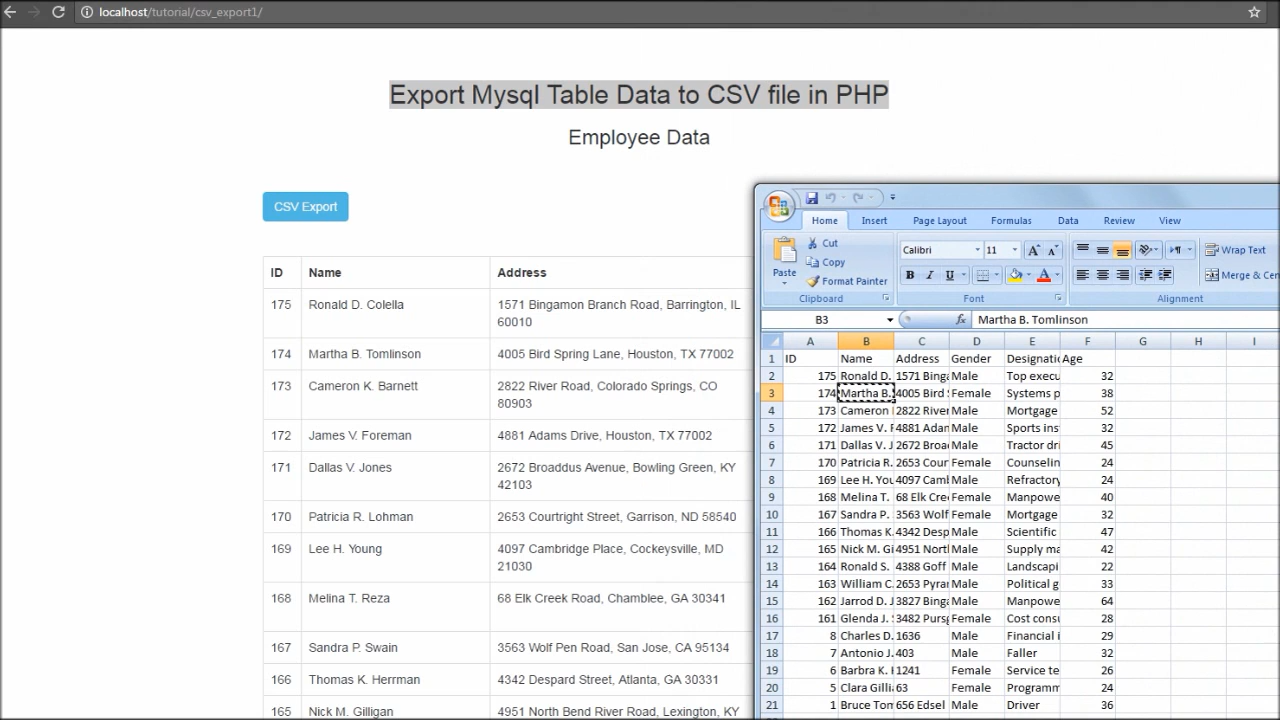 localhost/tutorial/csv_export1/
Export Mysql Table Data to CSV file in PHP
Employee Data
CSV Export
ID Name Address
175 Ronald D. Colella 1571 Bingamon Branch Road, Barrington, IL
60010
174 Martha B. Tomlinson 4005 Bird Spring Lane, Houston, TX 77002
173 Cameron K. Barnett 2822 River Road, Colorado Springs, CO
80903
172 James V. Foreman 4881 Adams Drive, Houston, TX 77002
171 Dallas V. Jones 2672 Broaddus Avenue, Bowling Green, KY
42103
170 Patricia R. Lohman 2653 Courtright Street, Garrison, ND 58540
169 Lee H. Young 4097 Cambridge Place, Cockeysville, MD
21030
168 Melina T. Reza 68 Elk Creek Road, Chamblee, GA 30341
167 Sandra P. Swain 3563 Wolf Pen Road, San Jose, CA 95134
166 Thomas K. Herrman 4342 Despard Street, Atlanta, GA 30331
165 Nick M. Gilligan 4951 North Bend River Road, Lexington, KY
Home Insert Page Layout Formulas Data Review View
Cut
Copy
Format Painter
Paste
Calibri 11
Wrap Text
B I U A
Merge & Cen
Clipboard Font Alignment
B3 fx Martha B. Tomlinson
A B C D E F G H I
1 ID Name Address Gender Designatio Age
2 175 Ronald D. 1571 Binga Male Top execu 32
3 174 Martha B. 4005 Bird Female Systems p 38
4 173 Cameron 2822 River Male Mortgage 52
5 172 James V. F 4881 Adam Male Sports ins 32
6 171 Dallas V. J 2672 Broad Male Tractor dri 45
7 170 Patricia R. 2653 Cour Female Counselin 24
8 169 Lee H. You 4097 Camb Male Refractory 24
9 168 Melina T. 68 Elk Cree Female Manpowe 40
10 167 Sandra P. 3563 Wolf Female Mortgage 32
11 166 Thomas K. 4342 Desp Male Scientific 47
12 165 Nick M. Gi 4951 Nort Male Supply ma 42
13 164 Ronald S. 4388 Goff Male Landscapi 22
14 163 William C. 2653 Pyra Male Political g 33
15 162 Jarrod D. J 3827 Binga Male Manpowe 64
16 161 Glenda J. S 3482 Pursg Female Cost consu 28
17 8 Charles D. 1636 Male Financial i 29
18 7 Antonio J. 403 Male Faller 32
19 6 Barbra K. H 1241 Female Service te 26
20 5 Clara Gilli 63 Female Programm 24
21 1 Bruce Tom 656 Edsel Male Driver 36